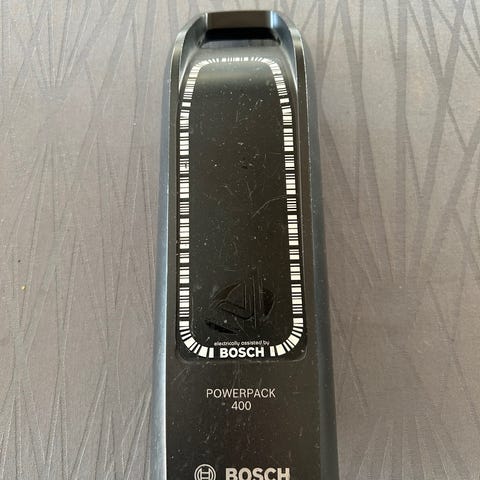 electrically assisted by
BOSCH
POWERPACK
400
BOSCH